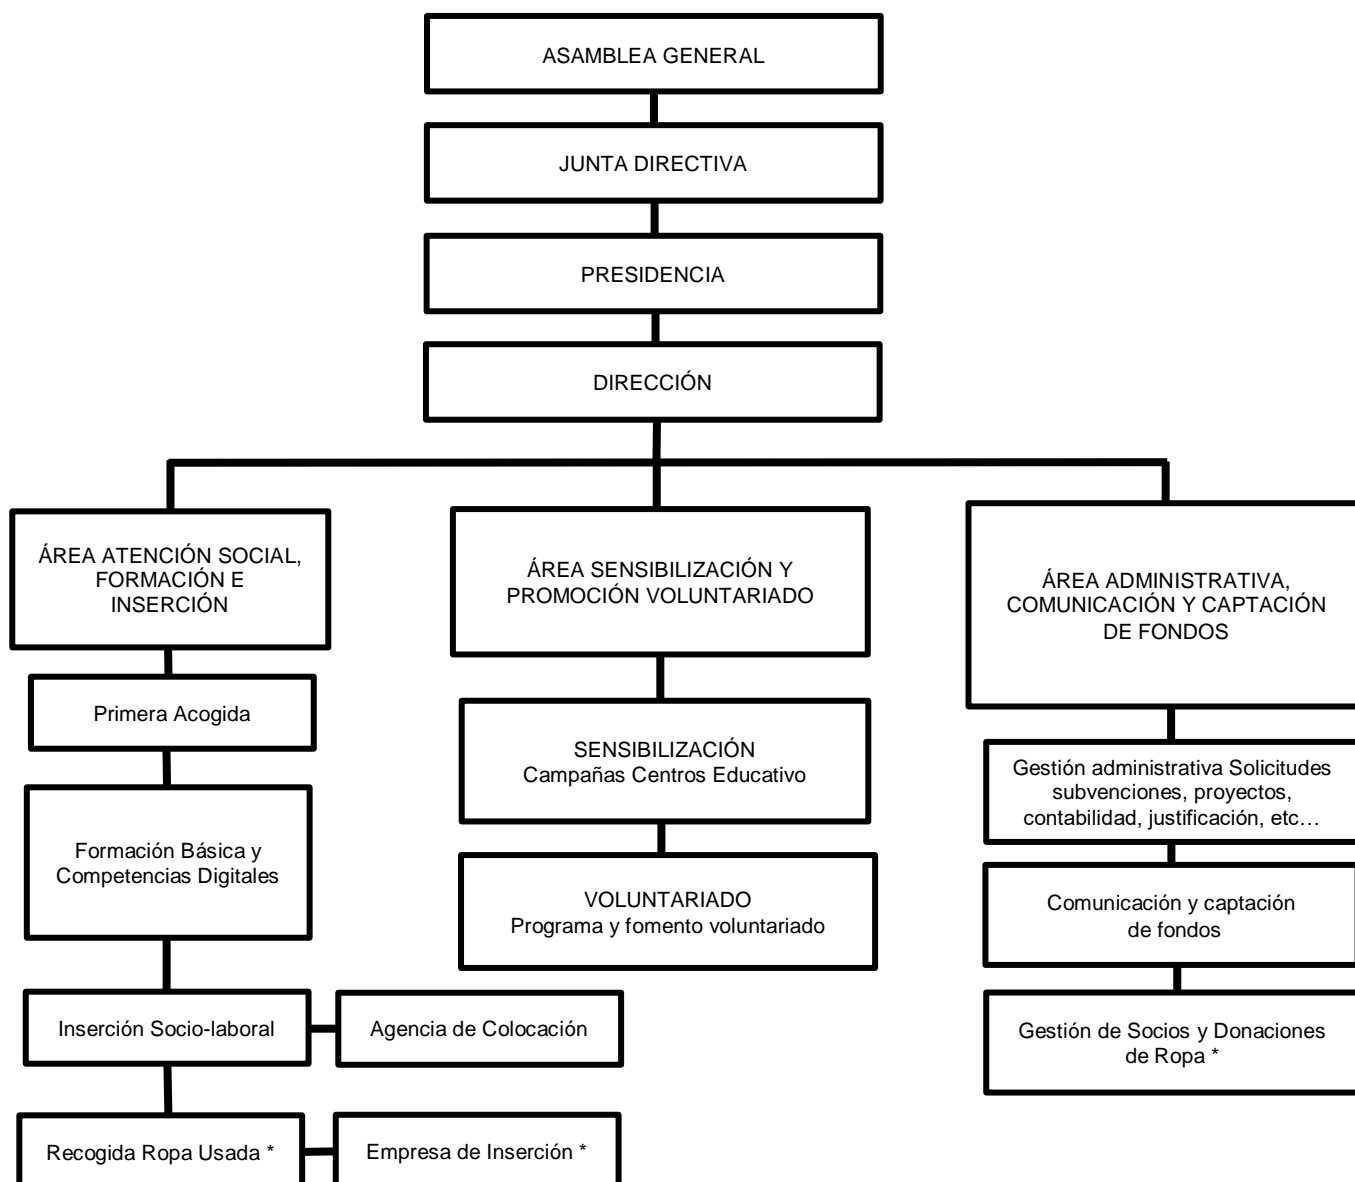 ASAMBLEA GENERAL
JUNTA DIRECTIVA
PRESIDENCIA
DIRECCIÓN
ÁREA ATENCIÓN SOCIAL,
FORMACIÓN E
INSERCIÓN
Primera Acogida
Formación Básica y
Competencias Digitales
Inserción Socio-laboral
Agencia de Colocación
Recogida Ropa Usada *
Empresa de Inserción *
ÁREA SENSIBILIZACIÓN Y
PROMOCIÓN VOLUNTARIADO
SENSIBILIZACIÓN
Campañas Centros Educativo
VOLUNTARIADO
Programa y fomento voluntariado
ÁREA ADMINISTRATIVA,
COMUNICACIÓN Y CAPTACIÓN
DE FONDOS
Gestión administrativa Solicitudes
subvenciones, proyectos,
contabilidad, justificación, etc…
Comunicación y captación
de fondos
Gestión de Socios y Donaciones
de Ropa *